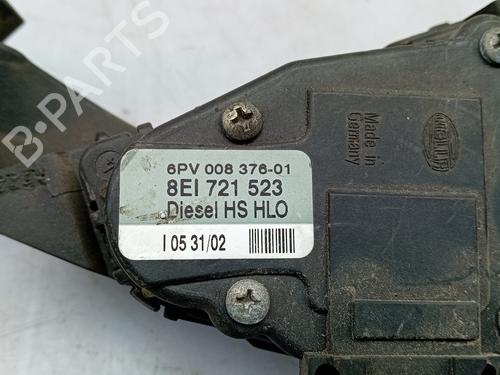 B-PARTS
6PV 008 376-01
8EI 721 523
Diesel HS HLO
I 05 31/02
Made in
Germany
HELLA